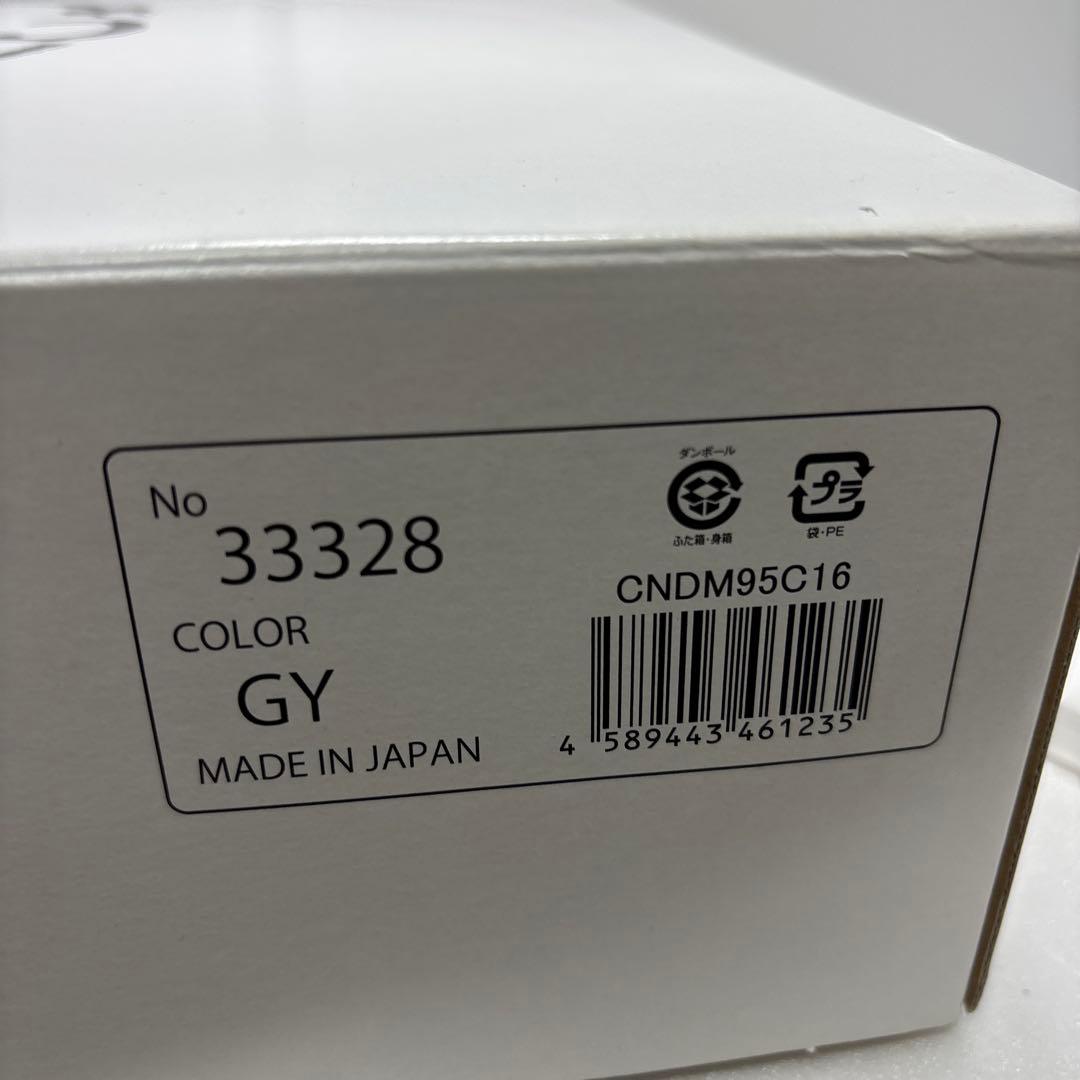 No
33328
COLOR
GY
MADE IN JAPAN
ダンボール
ふた箱・身箱
プラ
袋・PE
CNDM95C16
4 589443 461235